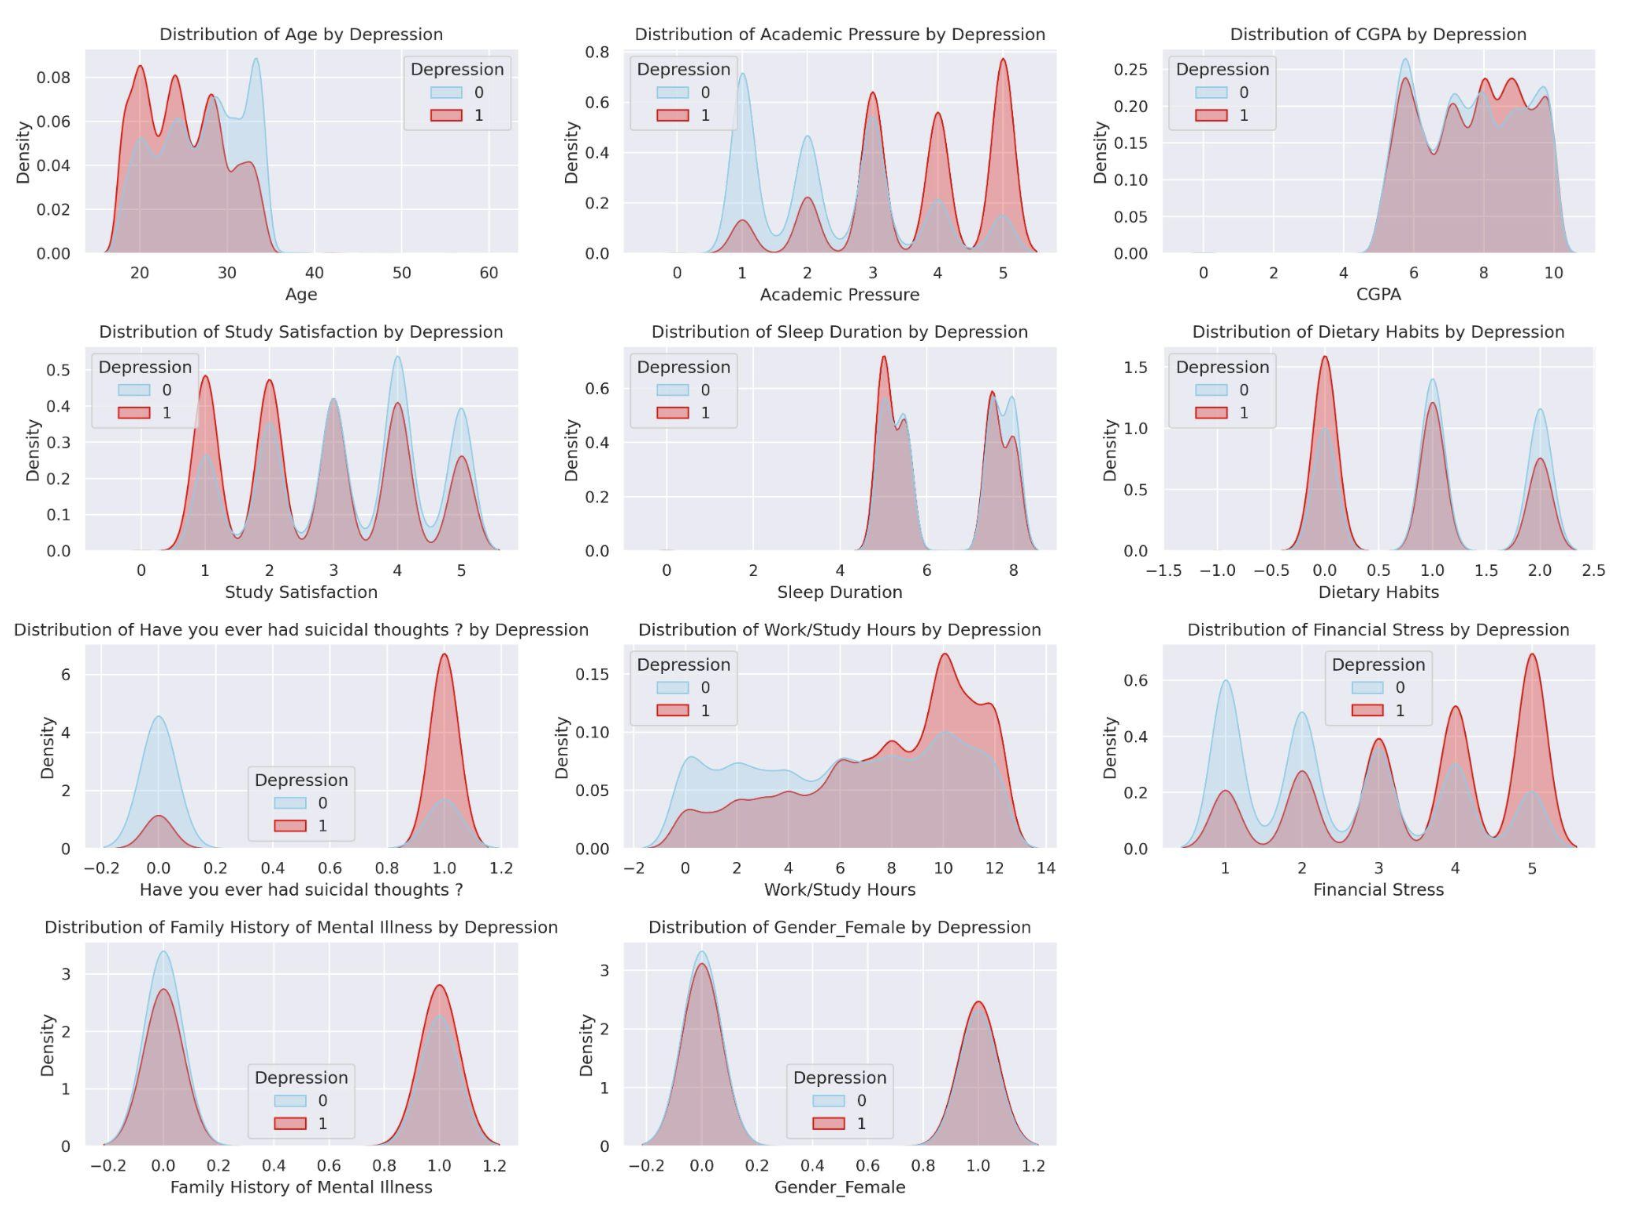 Distribution of Age by Depression
Density
0.08
0.06
0.04
0.02
0.00
Depression
0
1
20 30 40 50 60
Age
Distribution of Academic Pressure by Depression
Density
0.8
0.6
0.4
0.2
0.0
Depression
0
1
0 1 2 3 4 5
Academic Pressure
Distribution of CGPA by Depression
Density
0.25
0.20
0.15
0.10
0.05
0.00
Depression
0
1
0 2 4 6 8 10
CGPA
Distribution of Study Satisfaction by Depression
Density
0.5
0.4
0.3
0.2
0.1
0.0
Depression
0
1
0 1 2 3 4 5
Study Satisfaction
Distribution of Sleep Duration by Depression
Density
0.6
0.4
0.2
0.0
Depression
0
1
0 2 4 6 8
Sleep Duration
Distribution of Dietary Habits by Depression
Density
1.5
1.0
0.5
0.0
Depression
0
1
−1.5 −1.0 −0.5 0.0 0.5 1.0 1.5 2.0 2.5
Dietary Habits
Distribution of Have you ever had suicidal thoughts ? by Depression
Density
6
4
2
0
Depression
0
1
−0.2 0.0 0.2 0.4 0.6 0.8 1.0 1.2
Have you ever had suicidal thoughts ?
Distribution of Work/Study Hours by Depression
Density
0.15
0.10
0.05
0.00
Depression
0
1
−2 0 2 4 6 8 10 12 14
Work/Study Hours
Distribution of Financial Stress by Depression
Density
0.6
0.4
0.2
0.0
Depression
0
1
1 2 3 4 5
Financial Stress
Distribution of Family History of Mental Illness by Depression
Density
3
2
1
0
Depression
0
1
−0.2 0.0 0.2 0.4 0.6 0.8 1.0 1.2
Family History of Mental Illness
Distribution of Gender_Female by Depression
Density
3
2
1
0
Depression
0
1
−0.2 0.0 0.2 0.4 0.6 0.8 1.0 1.2
Gender_Female